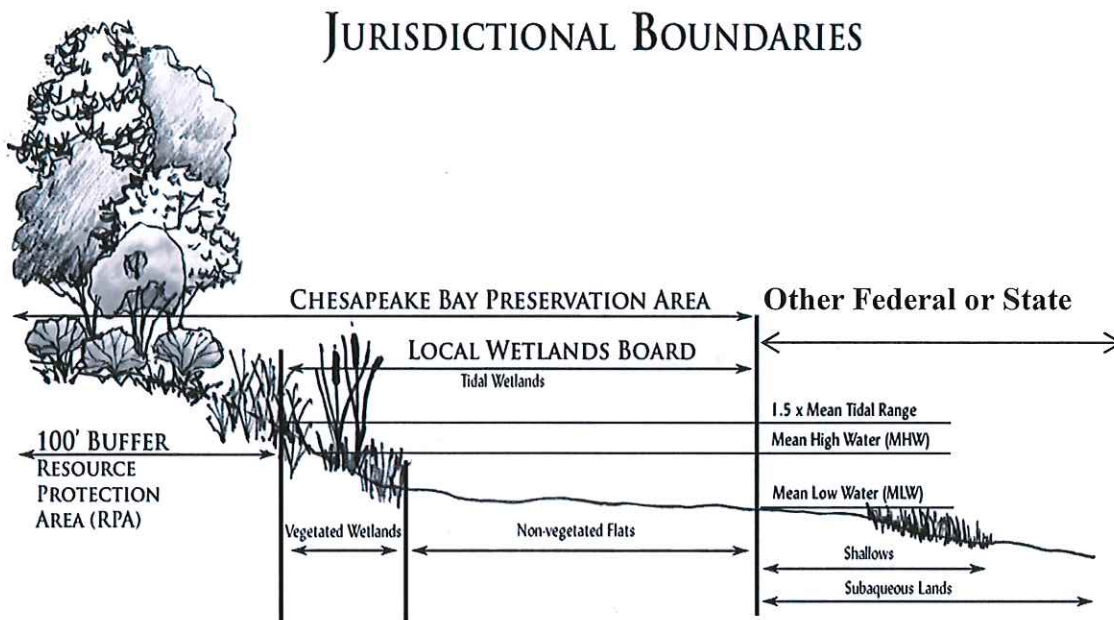 JURISDICTIONAL BOUNDARIES
CHESAPEAKE BAY PRESERVATION AREA
Other Federal or State
LOCAL WETLANDS BOARD
Tidal Wetlands
1.5 x Mean Tidal Range
Mean High Water (MHW)
100' BUFFER
RESOURCE
PROTECTION
AREA (RPA)
Mean Low Water (MLW)
Vegetated Wetlands
Non-vegetated Flats
Shallows
Subaqueous Lands